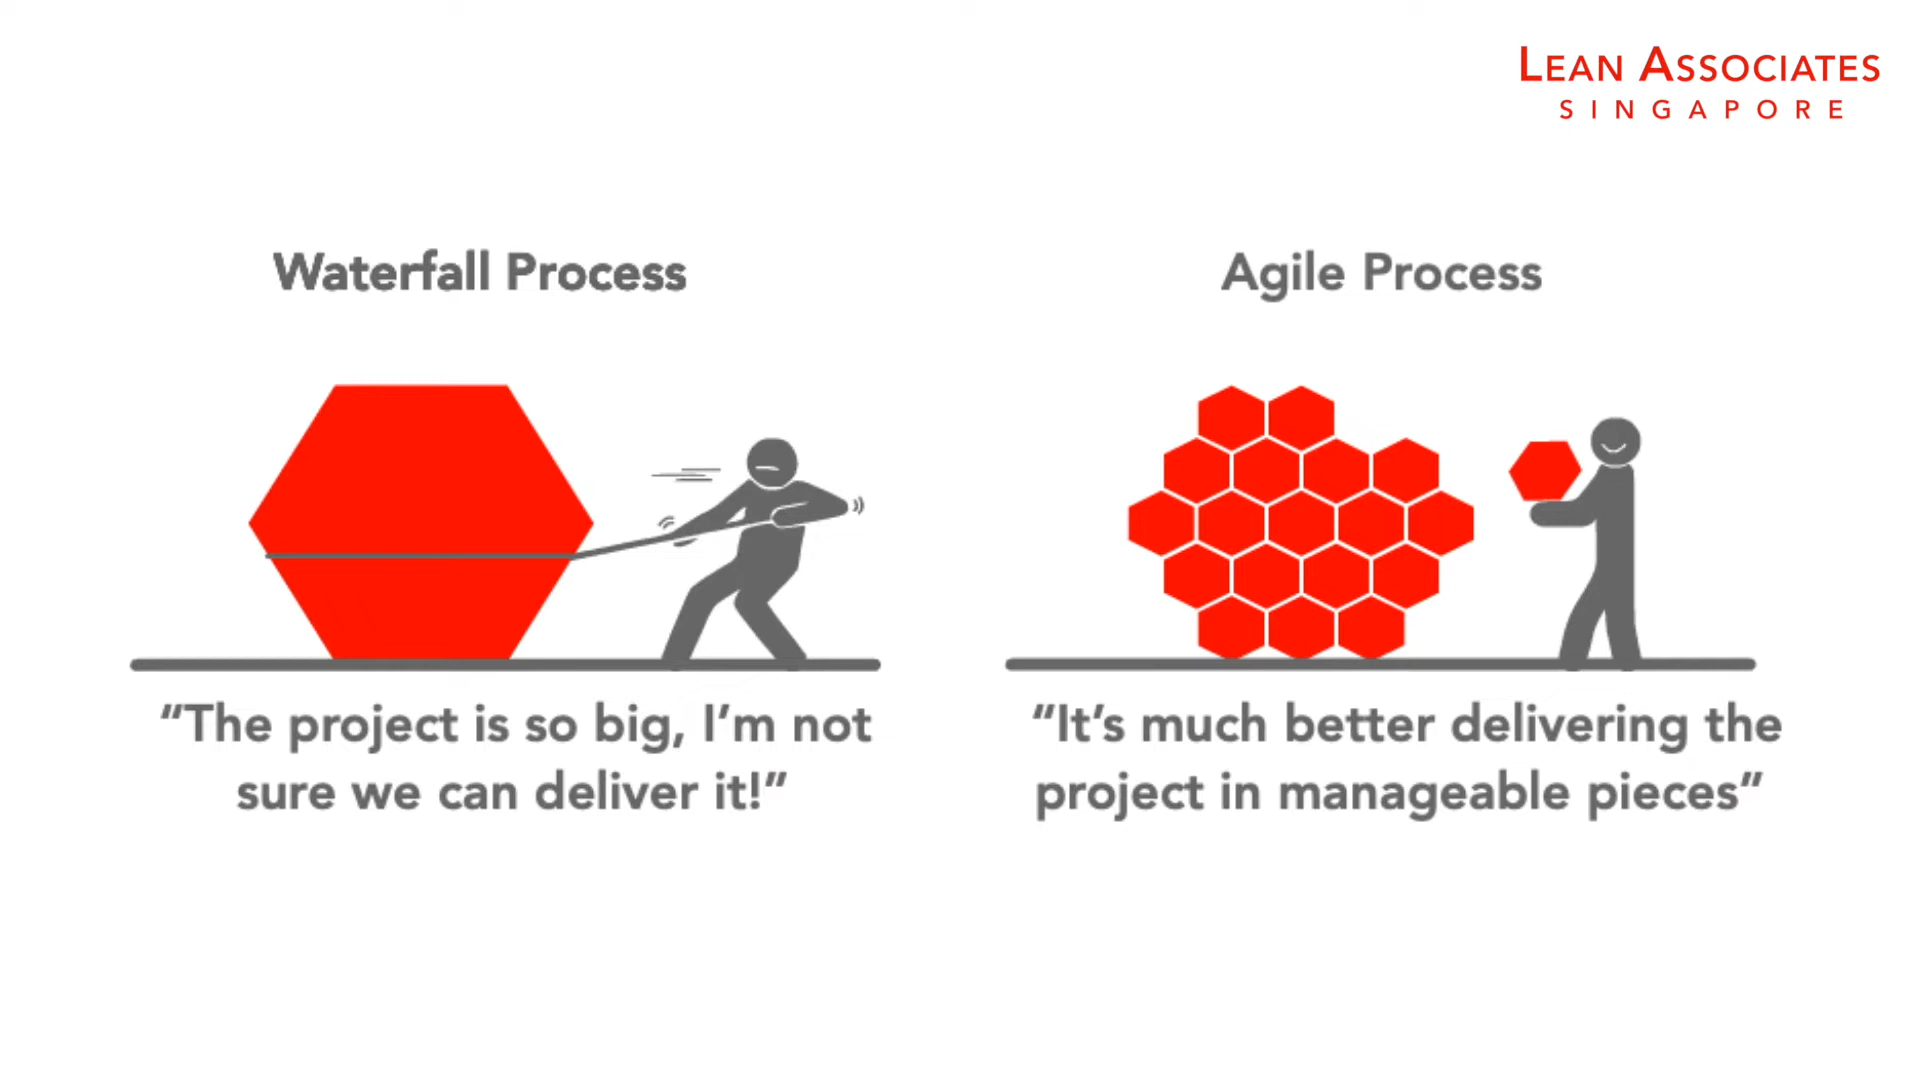 LEAN ASSOCIATES
SINGAPORE
Waterfall Process
Agile Process
“The project is so big, I’m not
sure we can deliver it!”
“It’s much better delivering the
project in manageable pieces”